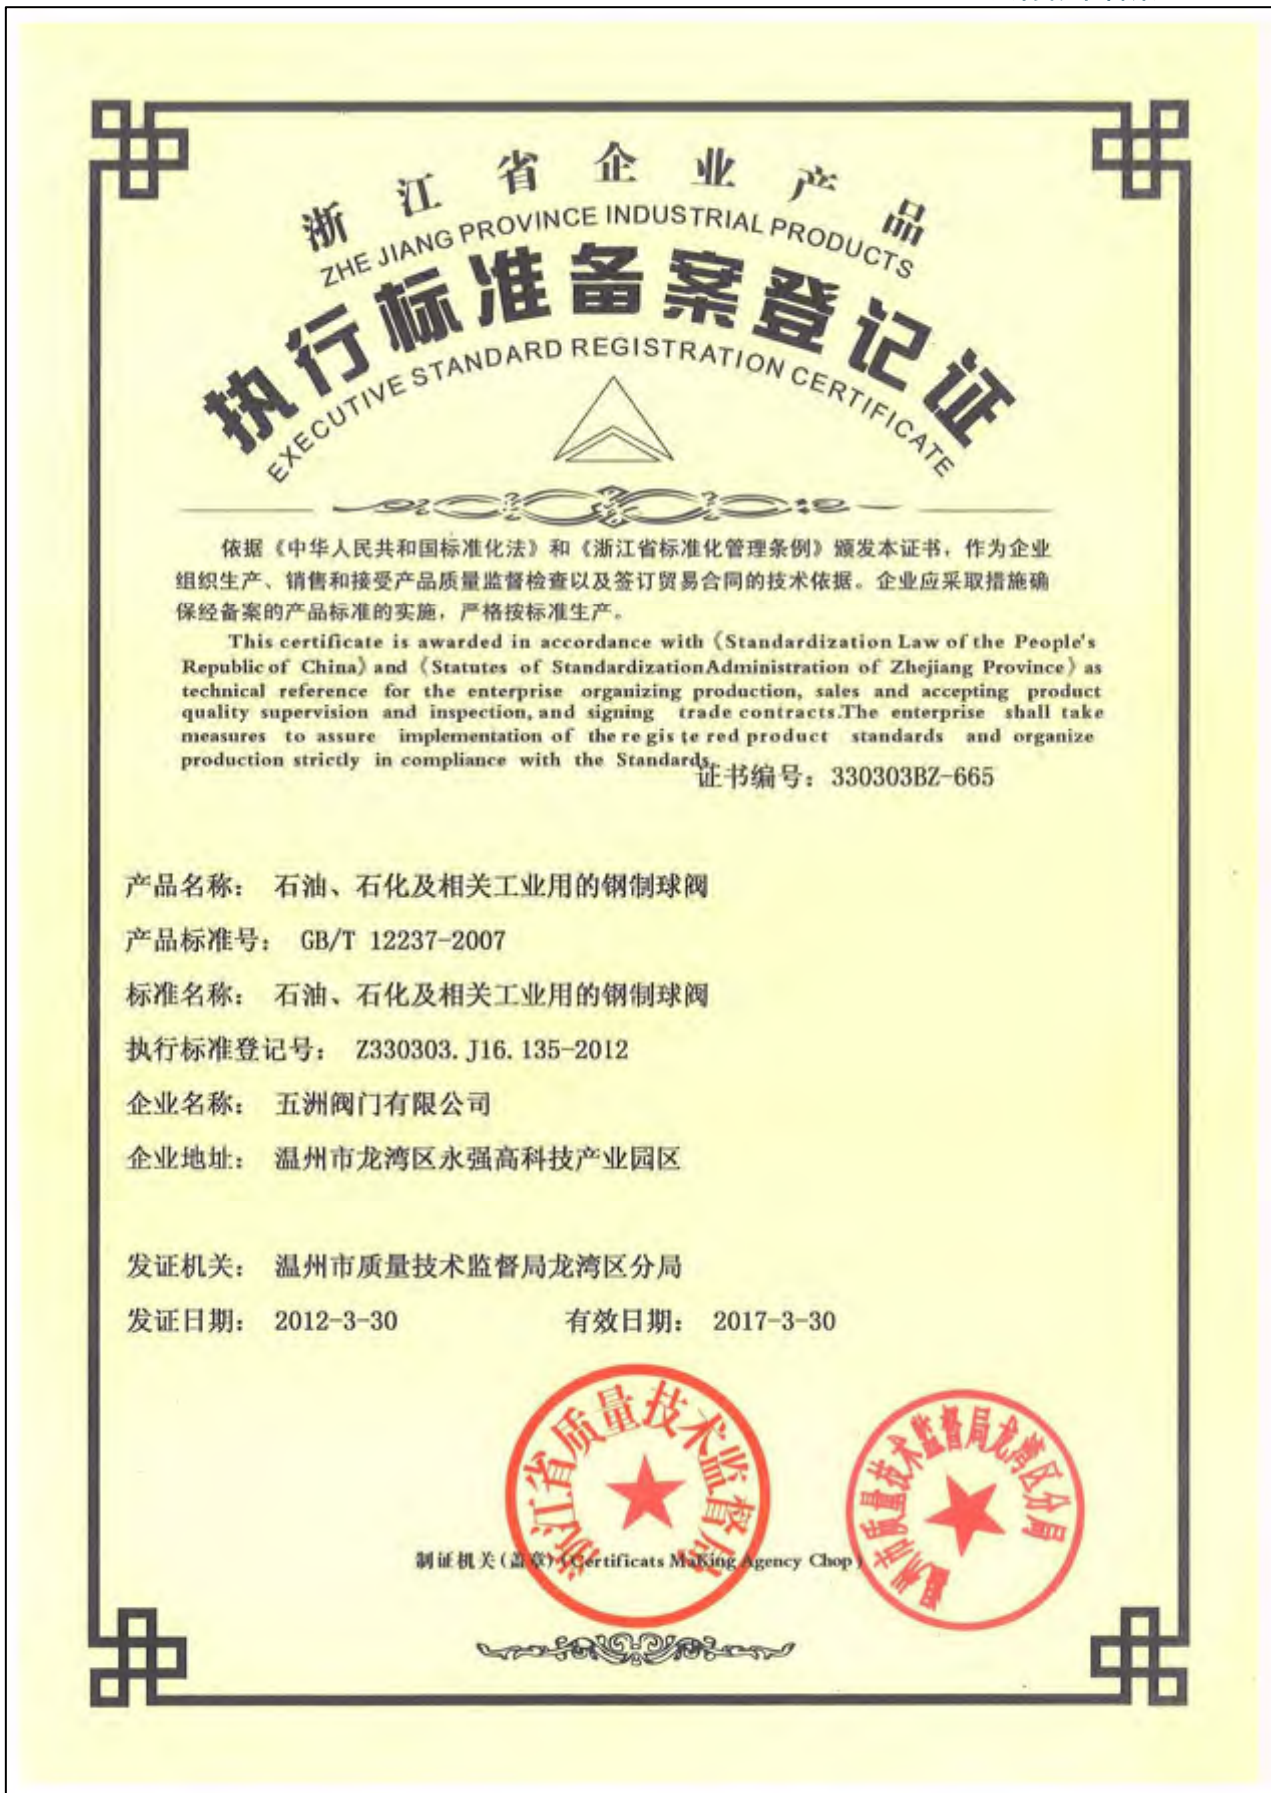 浙江省企业产品
ZHE JIANG PROVINCE INDUSTRIAL PRODUCTS
执行标准备案登记证
EXECUTIVE STANDARD REGISTRATION CERTIFICATE
依据《中华人民共和国标准化法》和《浙江省标准化管理条例》颁发本证书，作为企业
组织生产、销售和接受产品质量监督检查以及签订贸易合同的技术依据。企业应采取措施确
保经备案的产品标准的实施，严格按标准生产。
This certificate is awarded in accordance with《Standardization Law of the People's
Republic of China》and《Statutes of Standardization Administration of Zhejiang Province》as
technical reference for the enterprise organizing production, sales and accepting product
quality supervision and inspection, and signing trade contracts.The enterprise shall take
measures to assure implementation of the re gis te red product standards and organize
production strictly in compliance with the Standards.
证书编号：330303BZ-665
产品名称： 石油、石化及相关工业用的钢制球阀
产品标准号： GB/T 12237-2007
标准名称： 石油、石化及相关工业用的钢制球阀
执行标准登记号： Z330303.J16.135-2012
企业名称： 五洲阀门有限公司
企业地址： 温州市龙湾区永强高科技产业园区
发证机关： 温州市质量技术监督局龙湾区分局
发证日期： 2012-3-30 有效日期： 2017-3-30
浙江省质量技术监督局
温州市质量技术监督局龙湾区分局
制证机关(盖章)(Certificats MaKing Agency Chop)